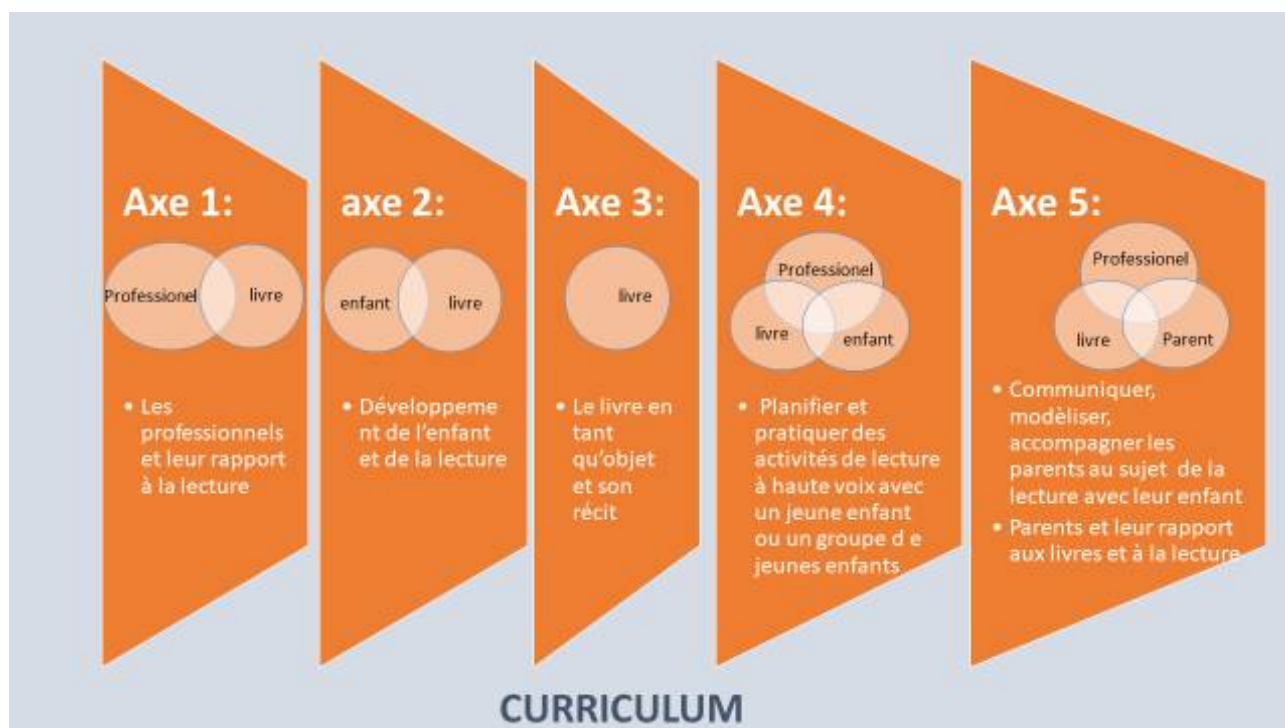 Axe 1:
Professionel
livre
• Les
professionnels
et leur rapport
à la lecture
axe 2:
enfant
livre
• Développeme
nt de l'enfant
et de la lecture
Axe 3:
livre
• Le livre en
tant
qu'objet
et son
récit
Axe 4:
Professionel
livre
enfant
• Planifier et
pratiquer des
activités de lecture
à haute voix avec
un jeune enfant
ou un groupe d e
jeunes enfants
Axe 5:
Professionel
livre
Parent
• Communiquer,
modèliser,
accompagner les
parents au sujet de la
lecture avec leur enfant
• Parents et leur rapport
aux livres et à la lecture
CURRICULUM